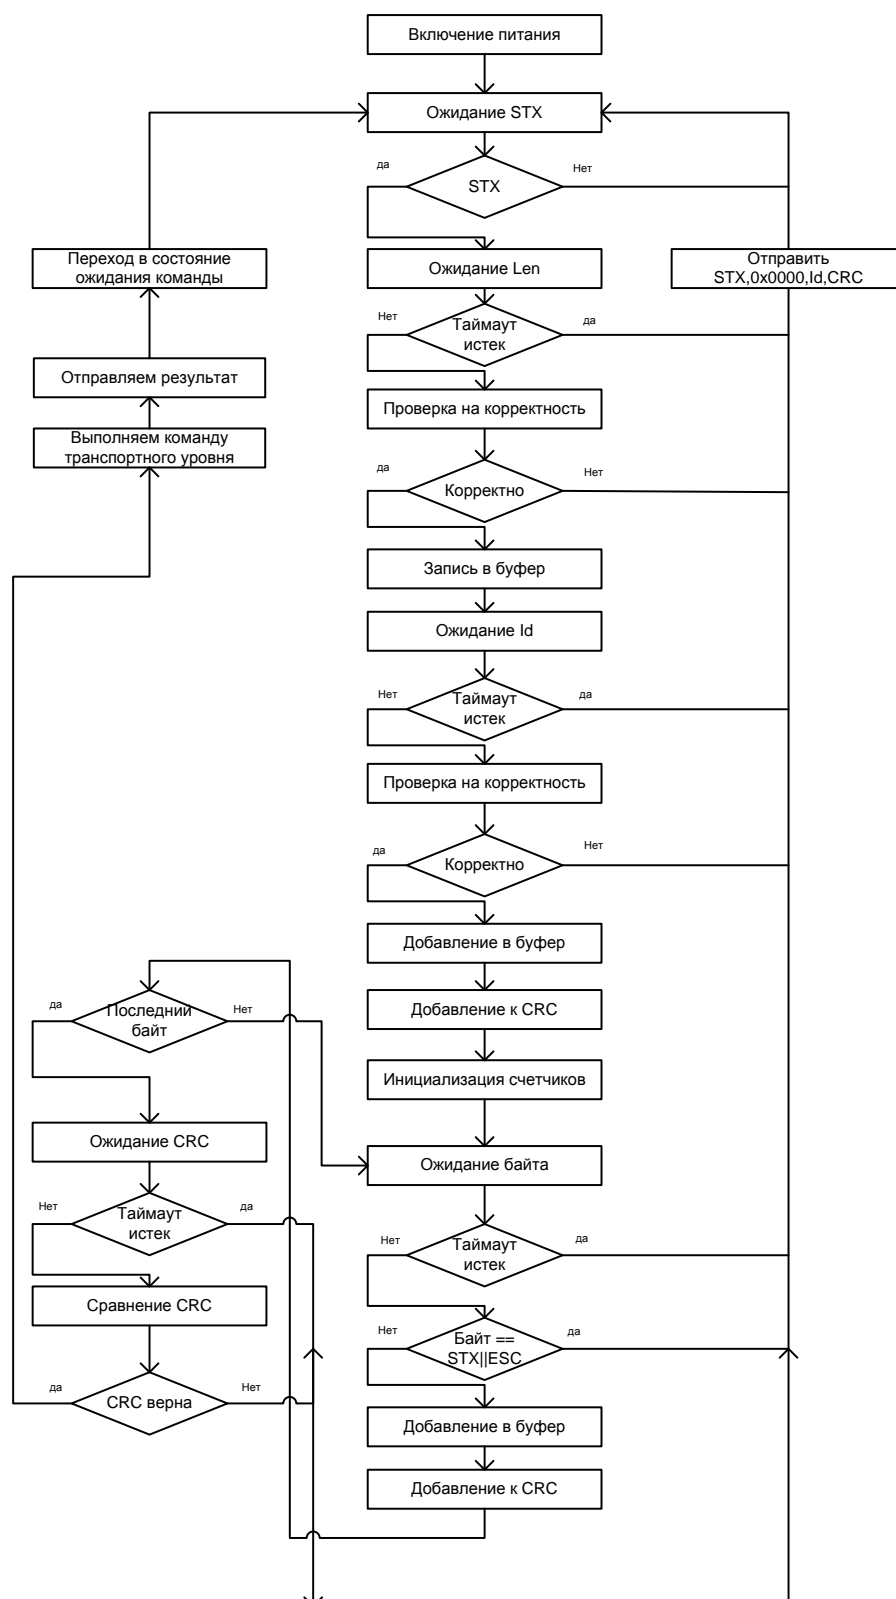 Включение питания
Ожидание STX
да
STX
Нет
Переход в состояние
ожидания команды
Ожидание Len
Отправить
STX,0x0000,Id,CRC
Нет
Таймаут
истек
да
Отправляем результат
Проверка на корректность
Выполняем команду
транспортного уровня
да
Корректно
Нет
Запись в буфер
Ожидание Id
Нет
Таймаут
истек
да
Проверка на корректность
да
Корректно
Нет
Добавление в буфер
да
Последний
байт
Нет
Добавление к CRC
Инициализация счетчиков
Ожидание CRC
Ожидание байта
Нет
Таймаут
истек
да
Нет
Таймаут
истек
да
Сравнение CRC
Нет
Байт ==
STX||ESC
да
да
CRC верна
Нет
Добавление в буфер
Добавление к CRC